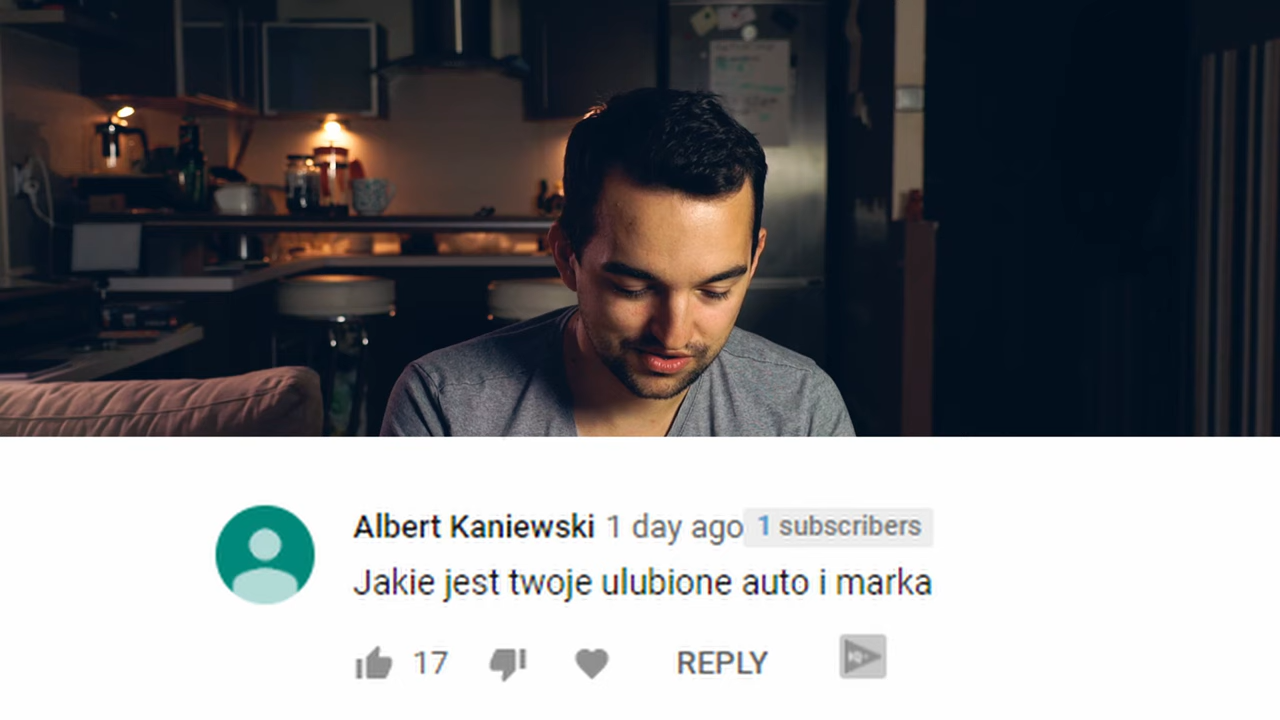 Albert Kaniewski 1 day ago 1 subscribers
Jakie jest twoje ulubione auto i marka
17 REPLY